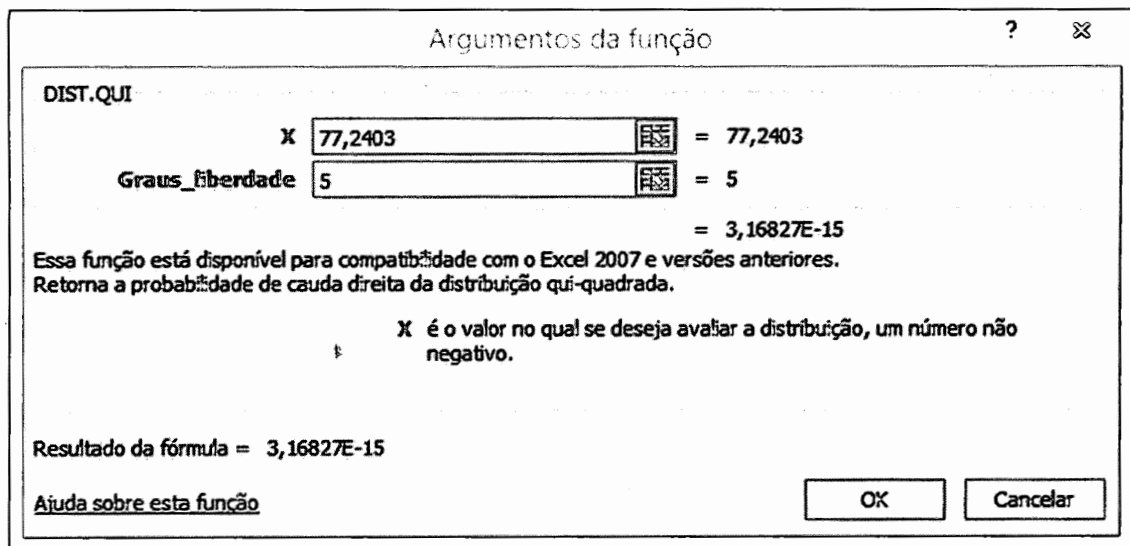 Argumentos da função ?
DIST.QUI
X 77,2403 = 77,2403
Graus_liberdade 5 = 5
= 3,16827E-15
Essa função está disponível para compatibilidade com o Excel 2007 e versões anteriores.
Retorna a probabilidade de cauda direita da distribuição qui-quadrada.
X é o valor no qual se deseja avaliar a distribuição, um número não
negativo.
Resultado da fórmula = 3,16827E-15
Ajuda sobre esta função
OK Cancelar